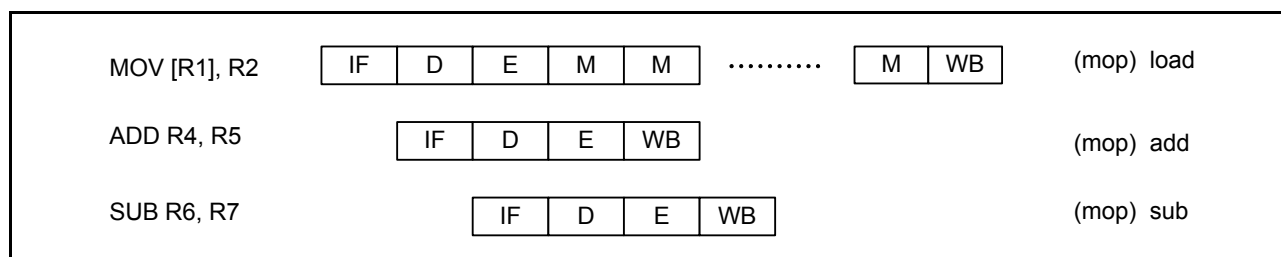 MOV [R1], R2 IF D E M M .......... M WB (mop) load
ADD R4, R5 IF D E WB (mop) add
SUB R6, R7 IF D E WB (mop) sub